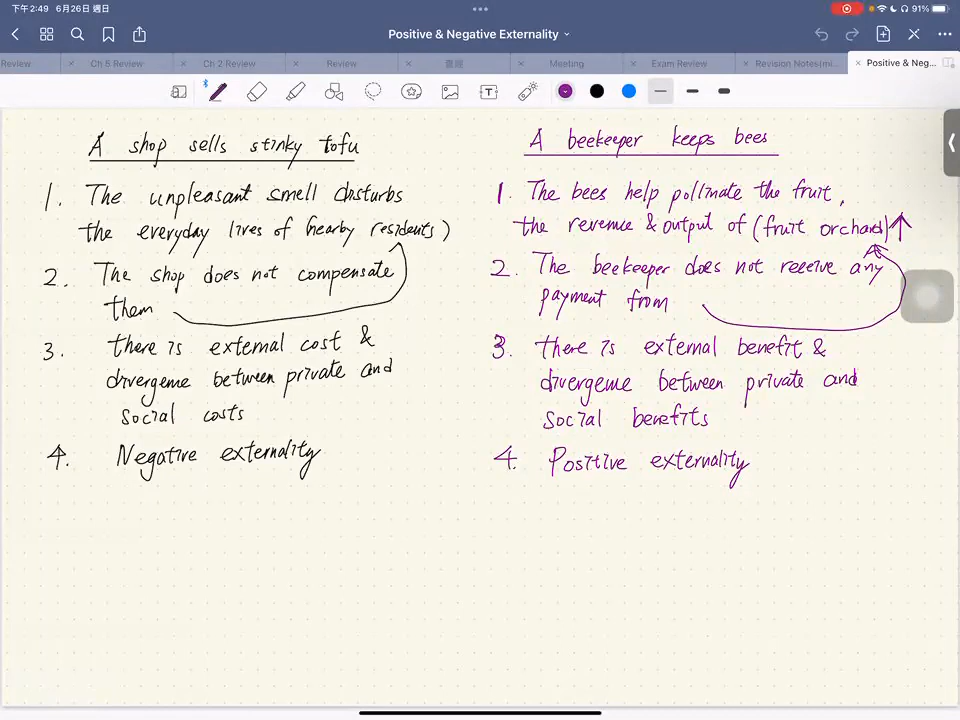 下午2:49 6月26日 週日
91%
Positive & Negative Externality
Review
Ch 5 Review
Ch 2 Review
Review
Meeting
Exam Review
Revision Notes(mi...
Positive & Neg...
A shop sells stinky tofu
1. The unpleasant smell disturbs
the everyday lives of nearby residents)
2. The shop does not compensate
them
3. there is external cost &
divergence between private and
social costs
4. Negative externality
A beekeeper keeps bees
1. The bees help pollinate the fruit,
the revenue & output of (fruit orchard)↑
2. The beekeeper does not receive any
payment from
3. there is external benefit &
divergence between private and
social benefits
4. Positive externality